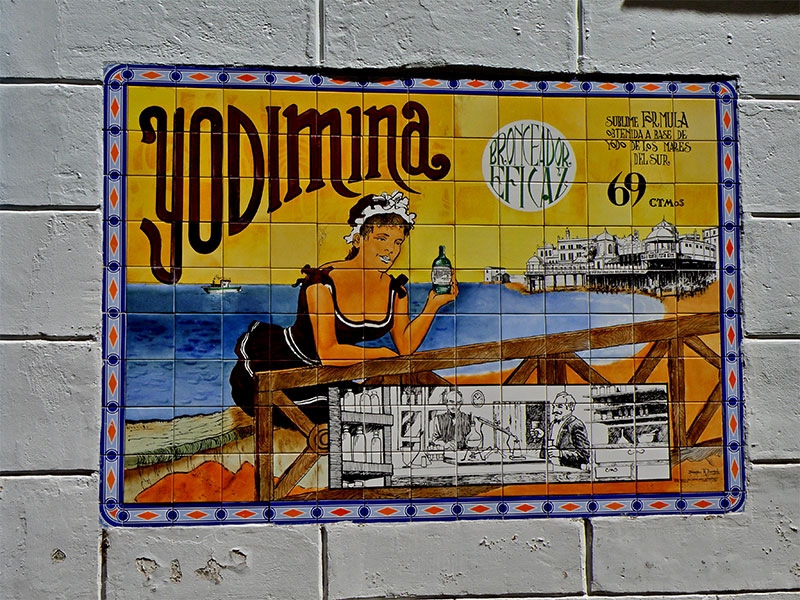 YODIMINA
BRONCEADOR
Y
EFICAZ
SUBLIME FORMULA
OBTENIDA A BASE DE
YODO DE LOS MARES
DEL SUR
69 CTMOS